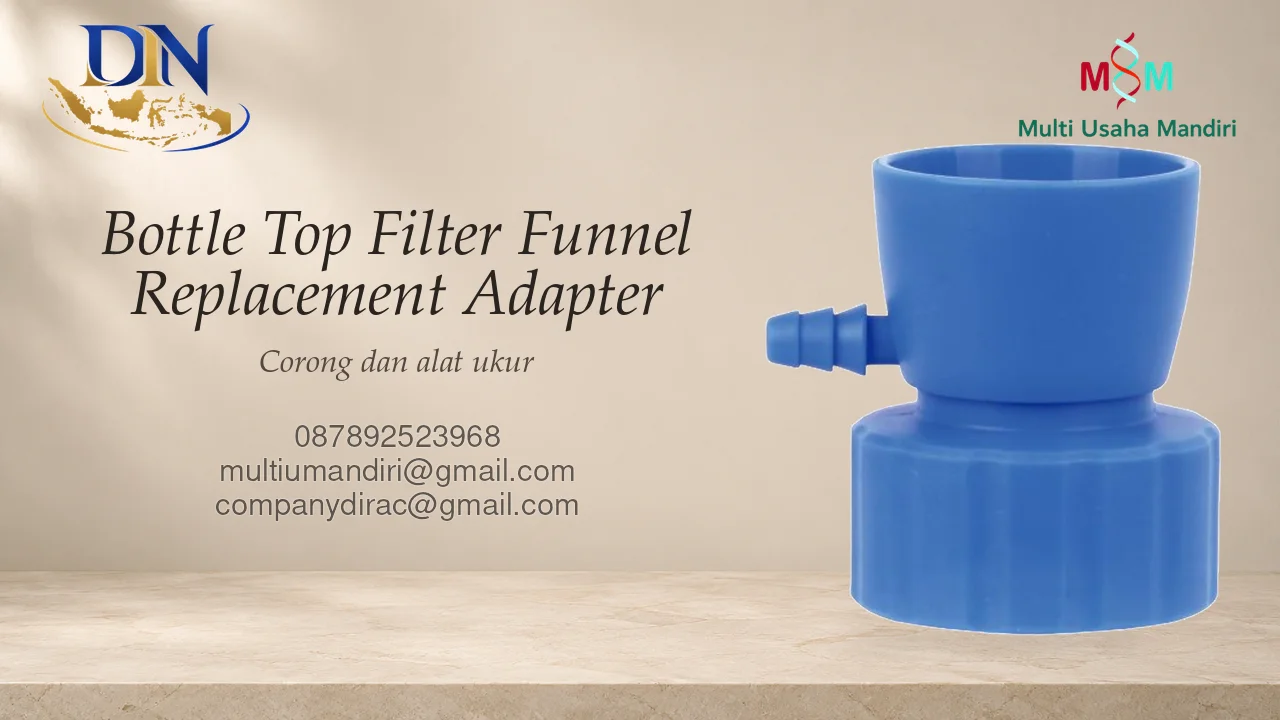 DN
M M
Multi Usaha Mandiri
Bottle Top Filter Funnel
Replacement Adapter
Corong dan alat ukur
087892523968
multiumandiri@gmail.com
companydirac@gmail.com